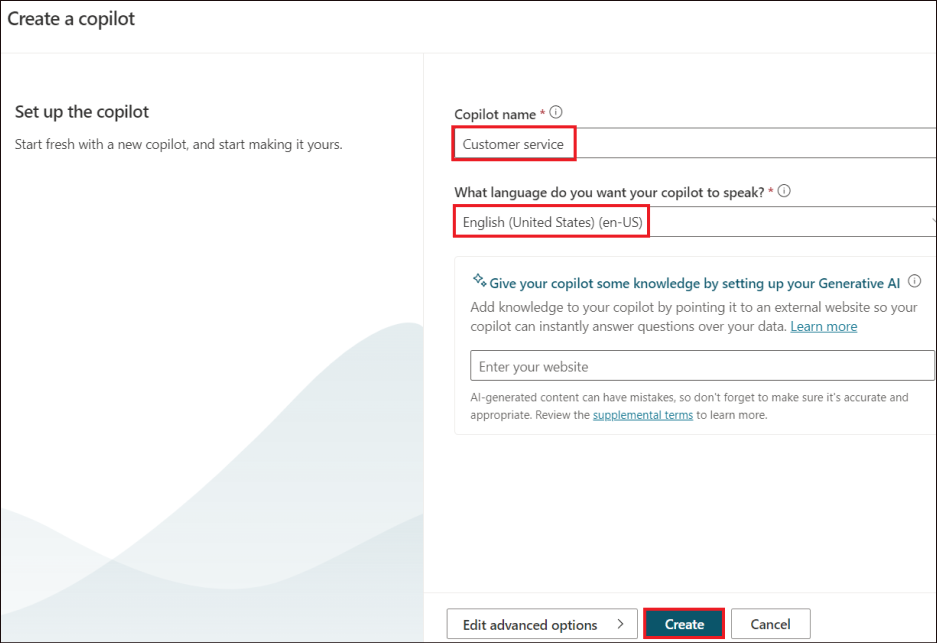 Create a copilot
Set up the copilot
Start fresh with a new copilot, and start making it yours.
Copilot name *
Customer service
What language do you want your copilot to speak? *
English (United States) (en-US)
Give your copilot some knowledge by setting up your Generative AI
Add knowledge to your copilot by pointing it to an external website so your
copilot can instantly answer questions over your data. Learn more
Enter your website
AI-generated content can have mistakes, so don't forget to make sure it's accurate and
appropriate. Review the supplemental terms to learn more.
Edit advanced options
Create
Cancel